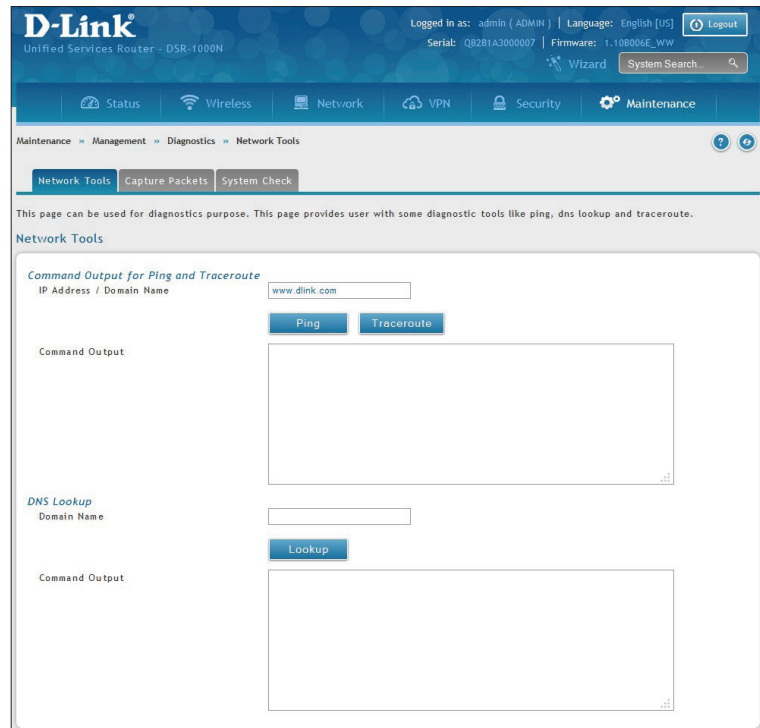 D-Link®
Unified Services Router - DSR-1000N
Logged in as: admin ( ADMIN ) | Language: English [US]
Logout
Serial: QB2B1A3000007 | Firmware: 1.10B006E_WW
Wizard
System Search...
Status
Wireless
Network
VPN
Security
Maintenance
Maintenance » Management » Diagnostics » Network Tools
Network Tools
Capture Packets
System Check
This page can be used for diagnostics purpose. This page provides user with some diagnostic tools like ping, dns lookup and traceroute.
Network Tools
Command Output for Ping and Traceroute
IP Address / Domain Name
www.dlink.com
Ping
Traceroute
Command Output
DNS Lookup
Domain Name
Lookup
Command Output